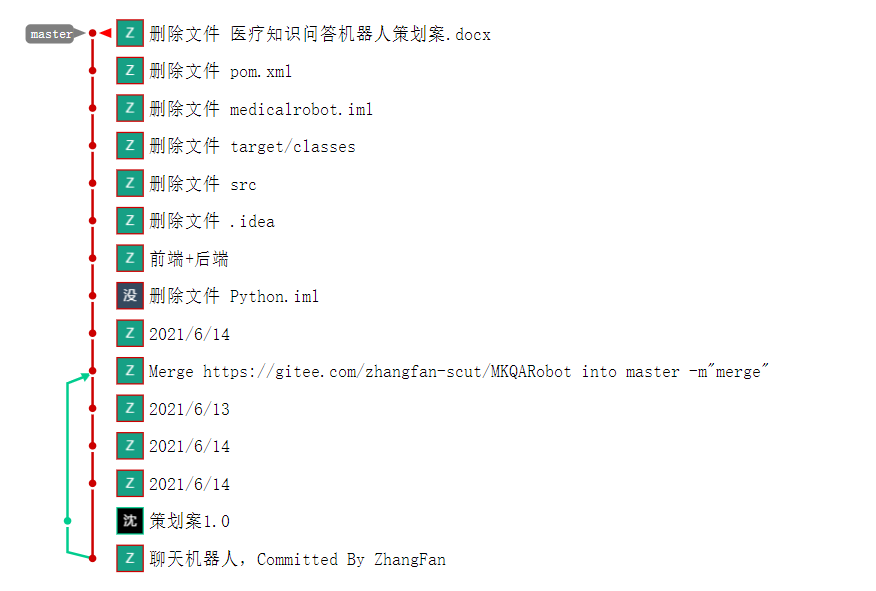 master Z 删除文件 医疗知识问答机器人策划案.docx
Z 删除文件 pom.xml
Z 删除文件 medicalrobot.iml
Z 删除文件 target/classes
Z 删除文件 src
Z 删除文件 .idea
Z 前端+后端
没 删除文件 Python.iml
Z 2021/6/14
Z Merge https://gitee.com/zhangfan-scut/MKQARobot into master -m"merge"
Z 2021/6/13
Z 2021/6/14
Z 2021/6/14
沈 策划案1.0
Z 聊天机器人，Committed By ZhangFan